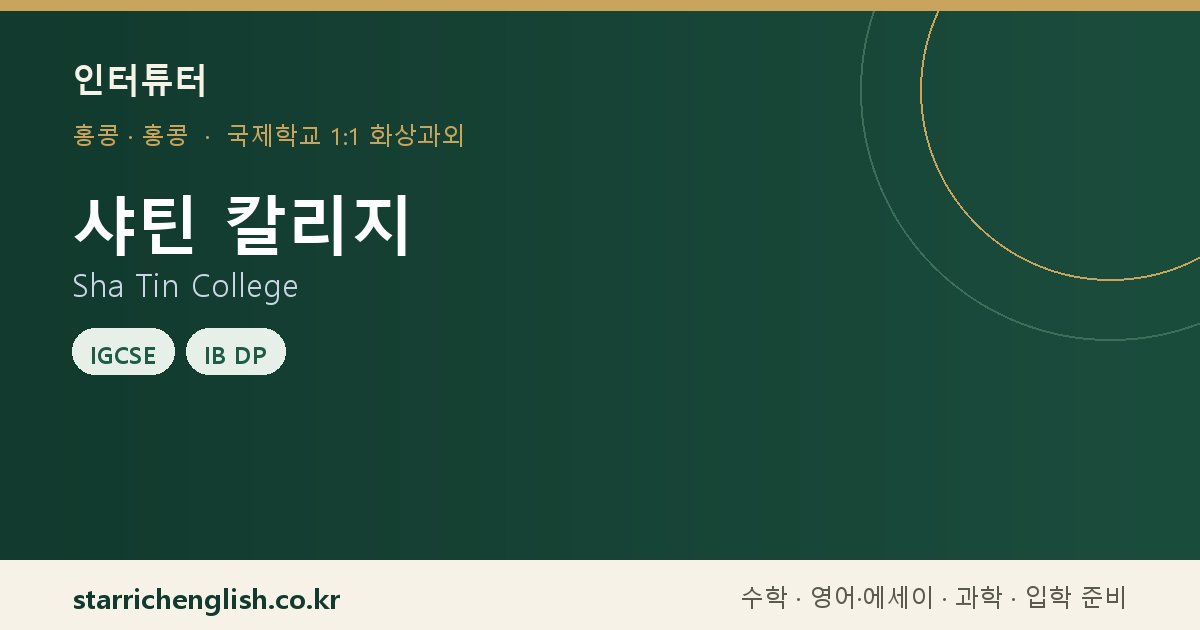 인터튜터
홍콩 · 홍콩 · 국제학교 1:1 화상과외
샤틴 칼리지
Sha Tin College
IGCSE IB DP
starrichenglish.co.kr
수학 · 영어·에세이 · 과학 · 입학 준비